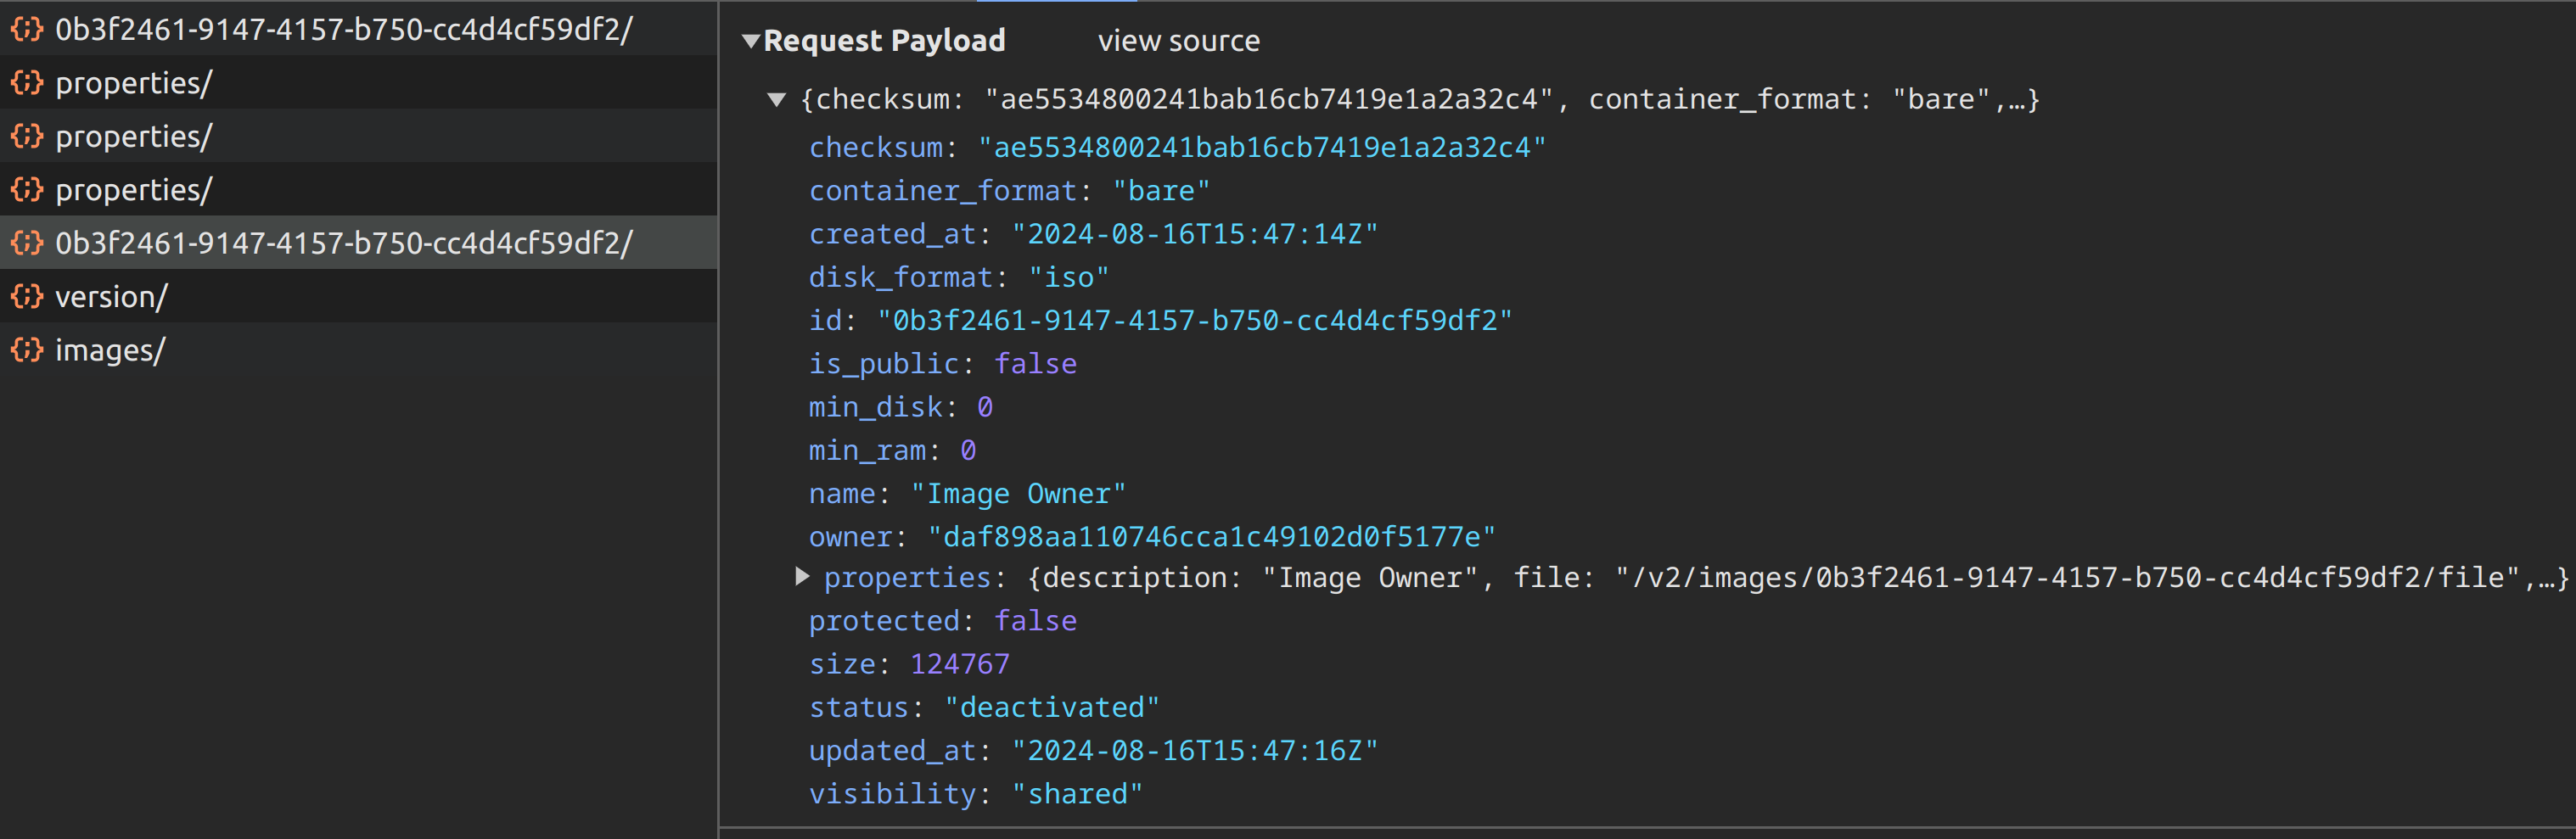 0b3f2461-9147-4157-b750-cc4d4cf59df2/
properties/
properties/
properties/
0b3f2461-9147-4157-b750-cc4d4cf59df2/
version/
images/
Request Payload view source
{checksum: "ae5534800241bab16cb7419e1a2a32c4", container_format: "bare",…}
checksum: "ae5534800241bab16cb7419e1a2a32c4"
container_format: "bare"
created_at: "2024-08-16T15:47:14Z"
disk_format: "iso"
id: "0b3f2461-9147-4157-b750-cc4d4cf59df2"
is_public: false
min_disk: 0
min_ram: 0
name: "Image Owner"
owner: "daf898aa110746cca1c49102d0f5177e"
properties: {description: "Image Owner", file: "/v2/images/0b3f2461-9147-4157-b750-cc4d4cf59df2/file",…}
protected: false
size: 124767
status: "deactivated"
updated_at: "2024-08-16T15:47:16Z"
visibility: "shared"